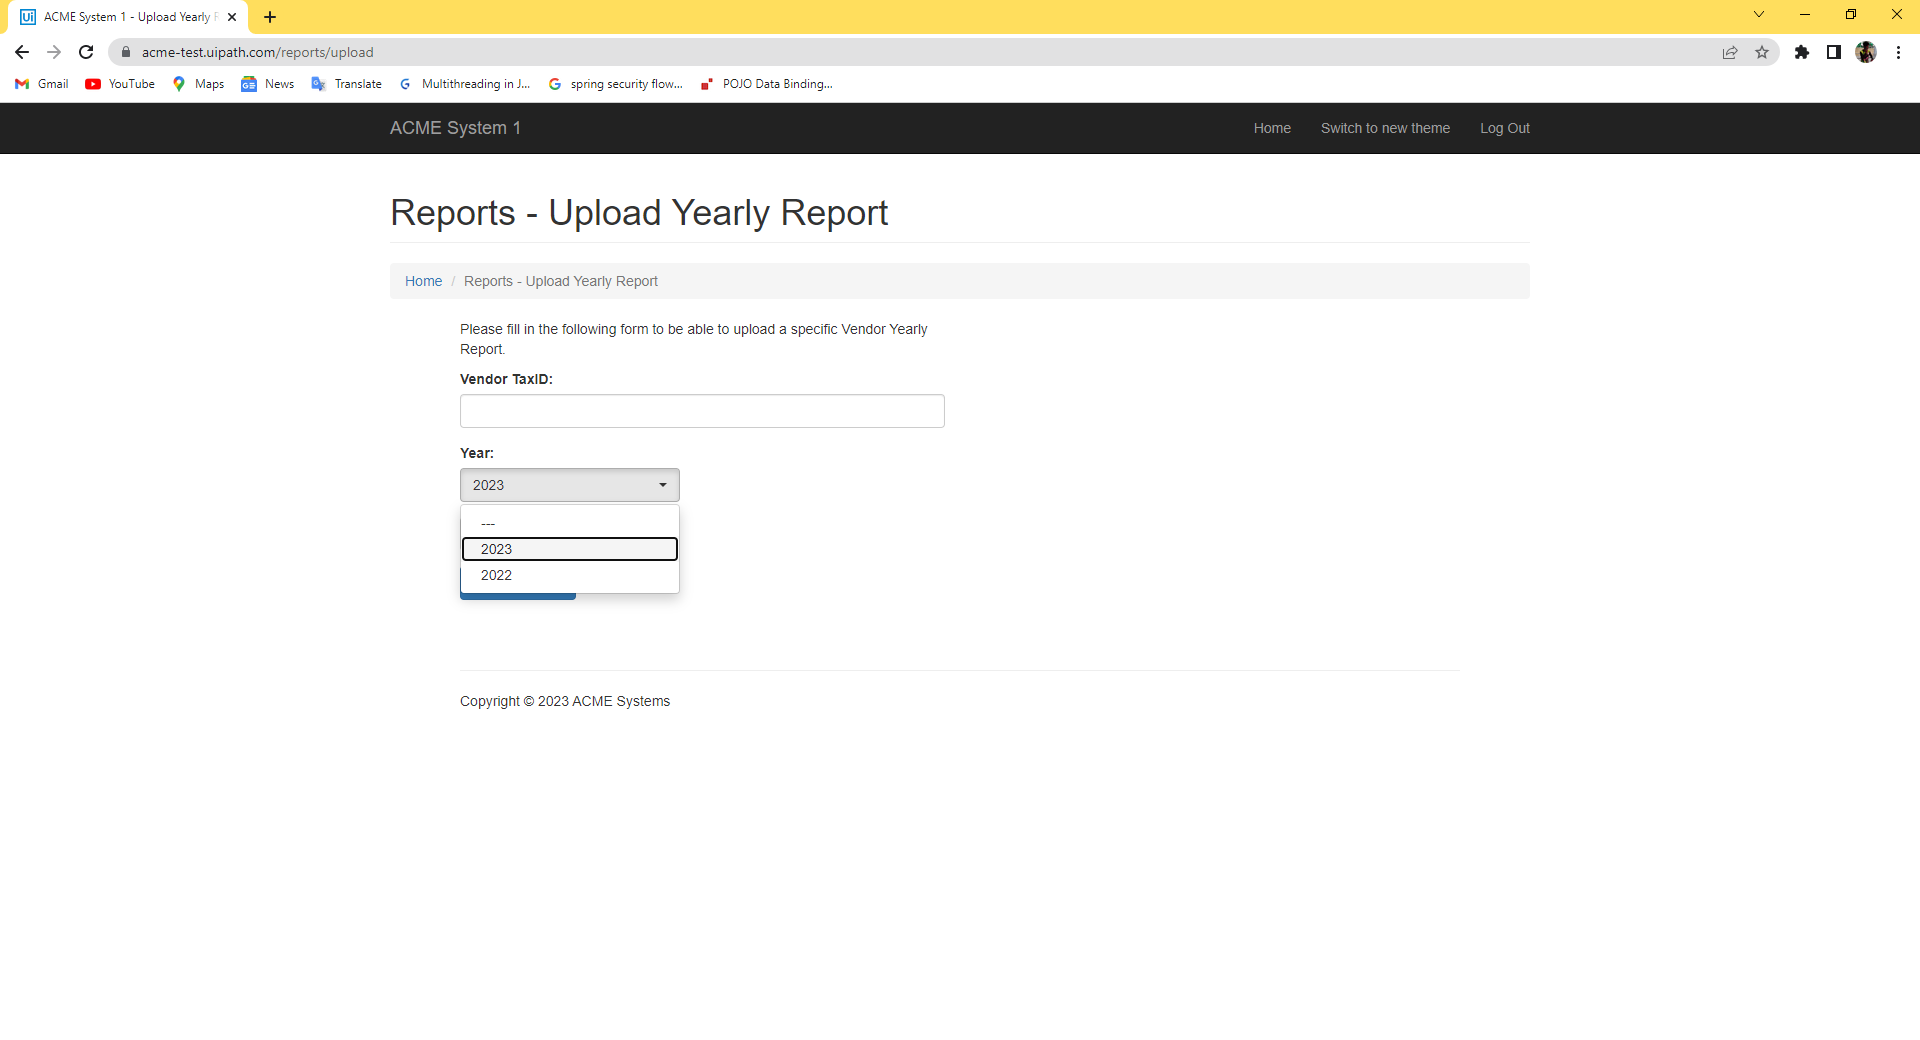 Ui ACME System 1 - Upload Yearly
acme-test.uipath.com/reports/upload
Gmail YouTube Maps News Translate Multithreading in J... spring security flow... POJO Data Binding...
ACME System 1 Home Switch to new theme Log Out
Reports - Upload Yearly Report
Home / Reports - Upload Yearly Report
Please fill in the following form to be able to upload a specific Vendor Yearly
Report.
Vendor TaxID:
Year:
2023
---
2023
2022
Copyright © 2023 ACME Systems